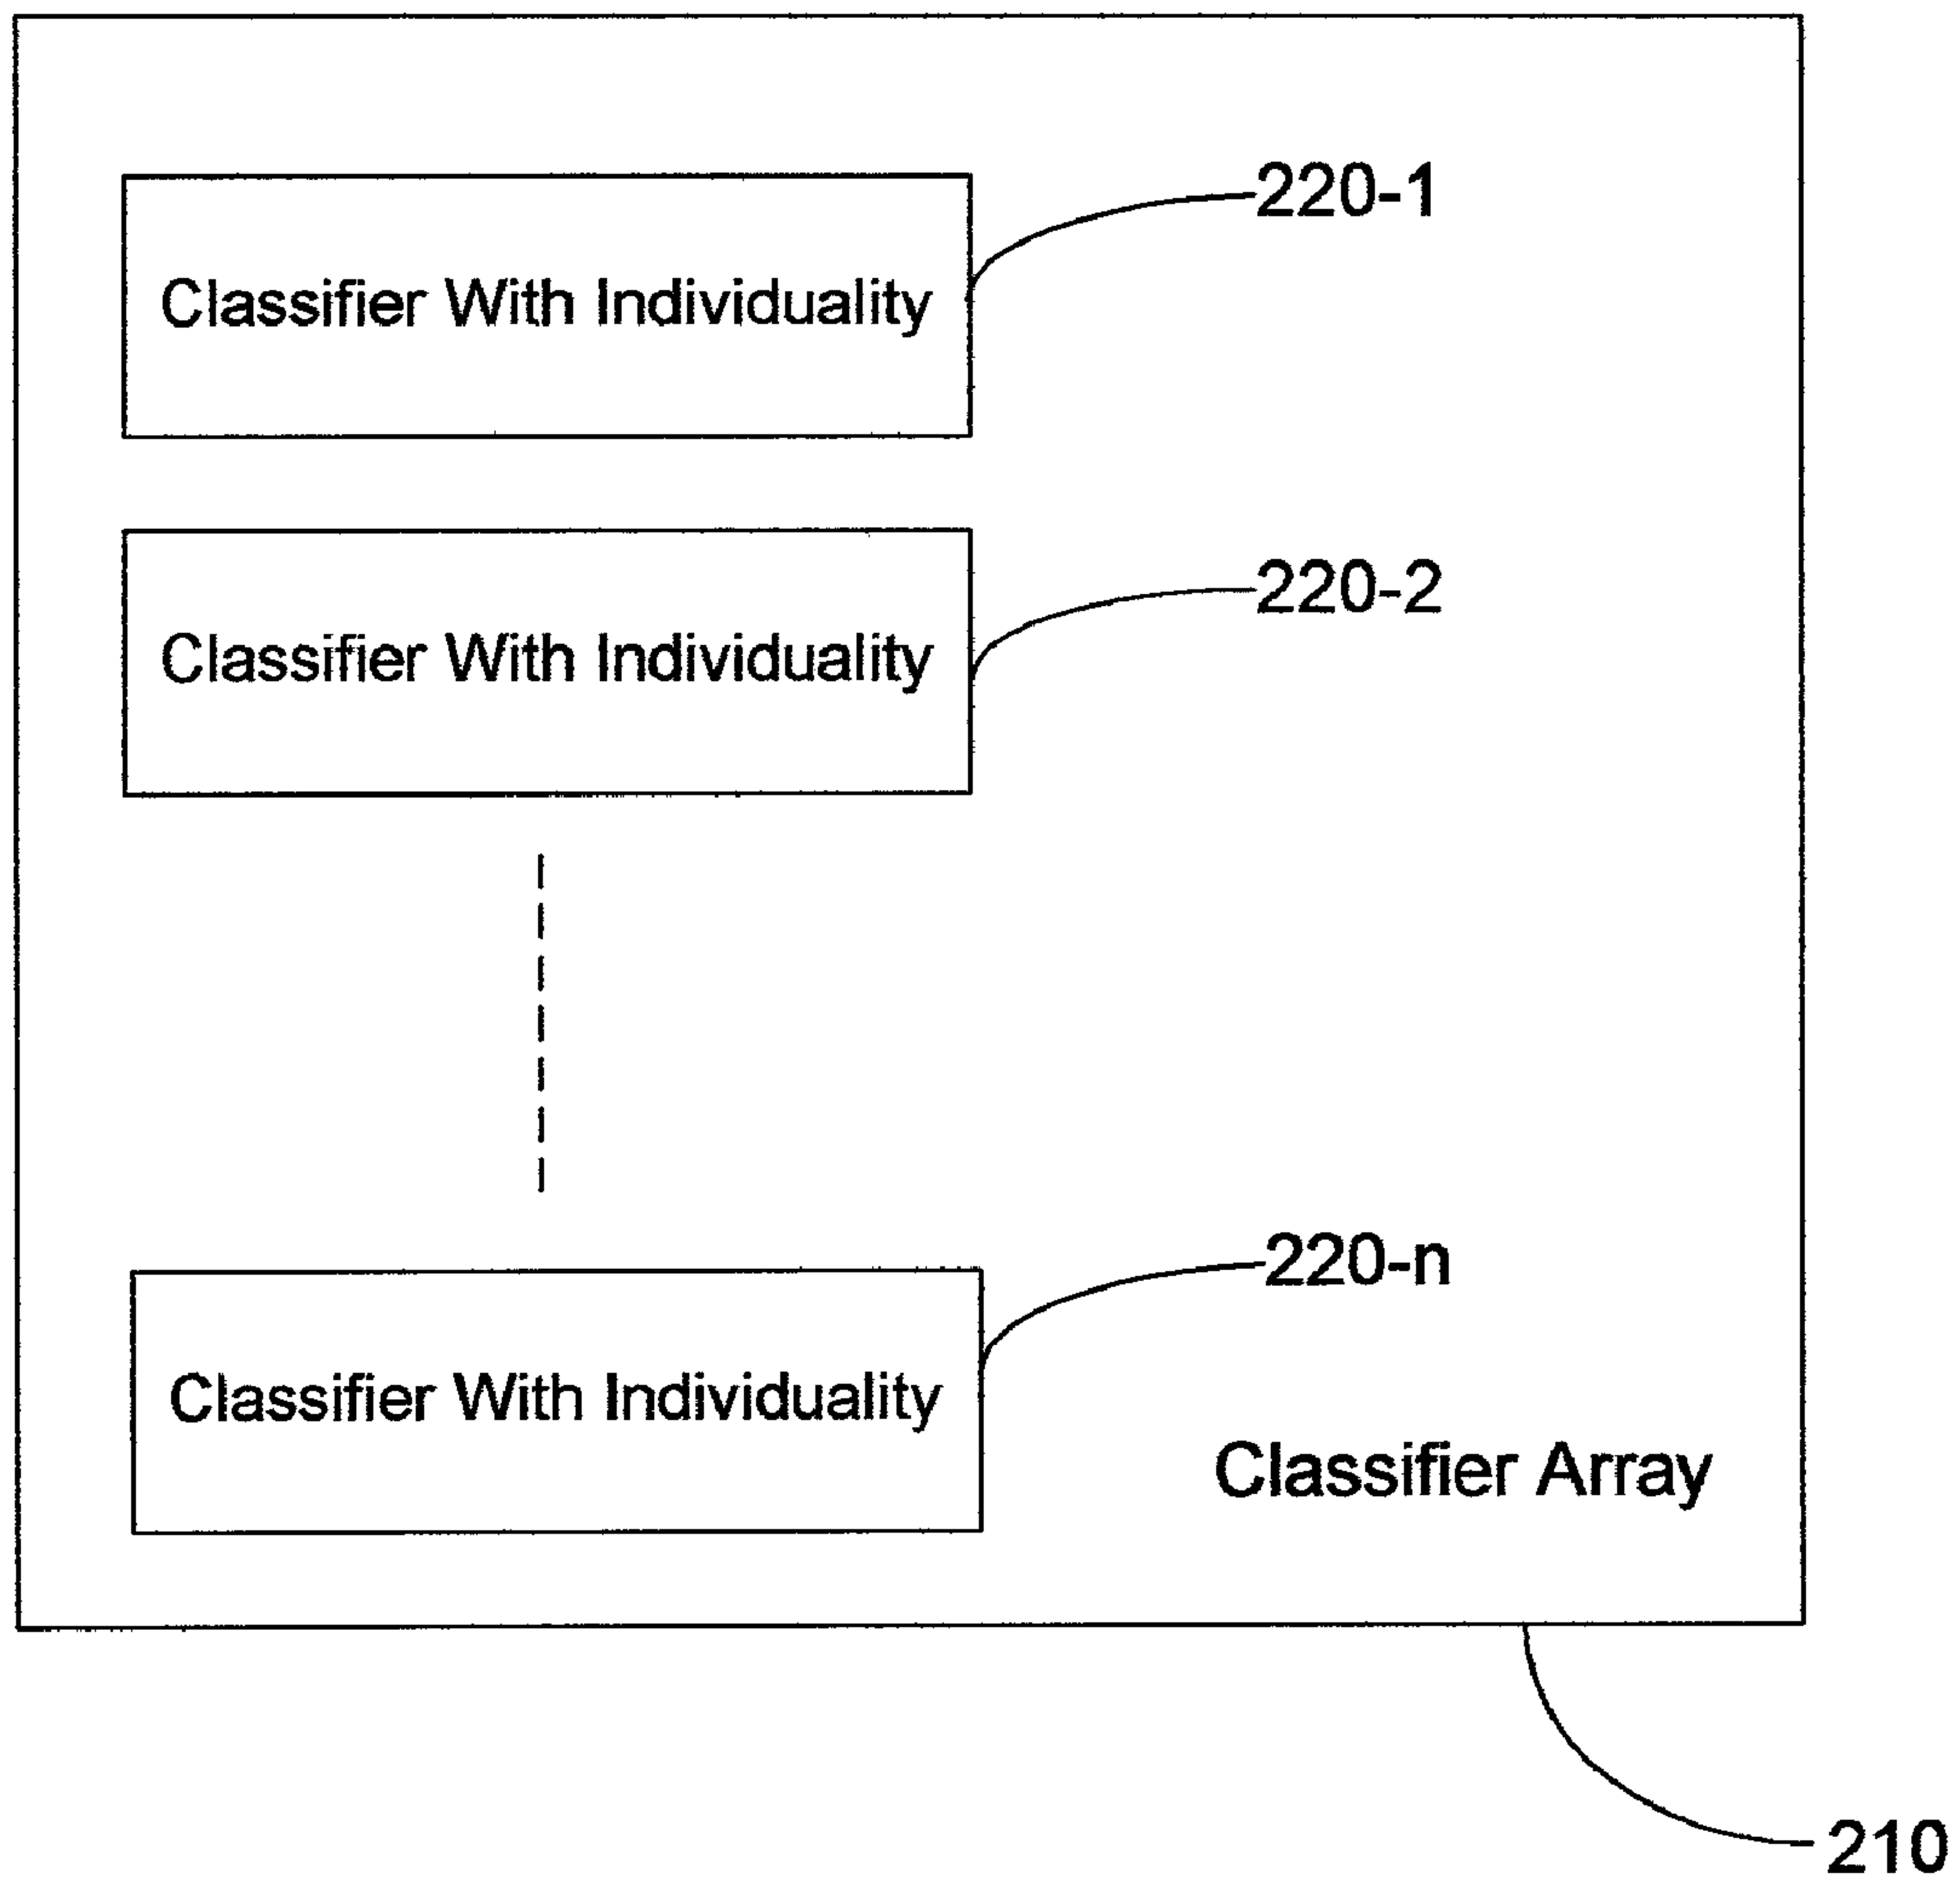 220-1
Classifier With Individuality
220-2
Classifier With Individuality
220-n
Classifier With Individuality
Classifier Array
210